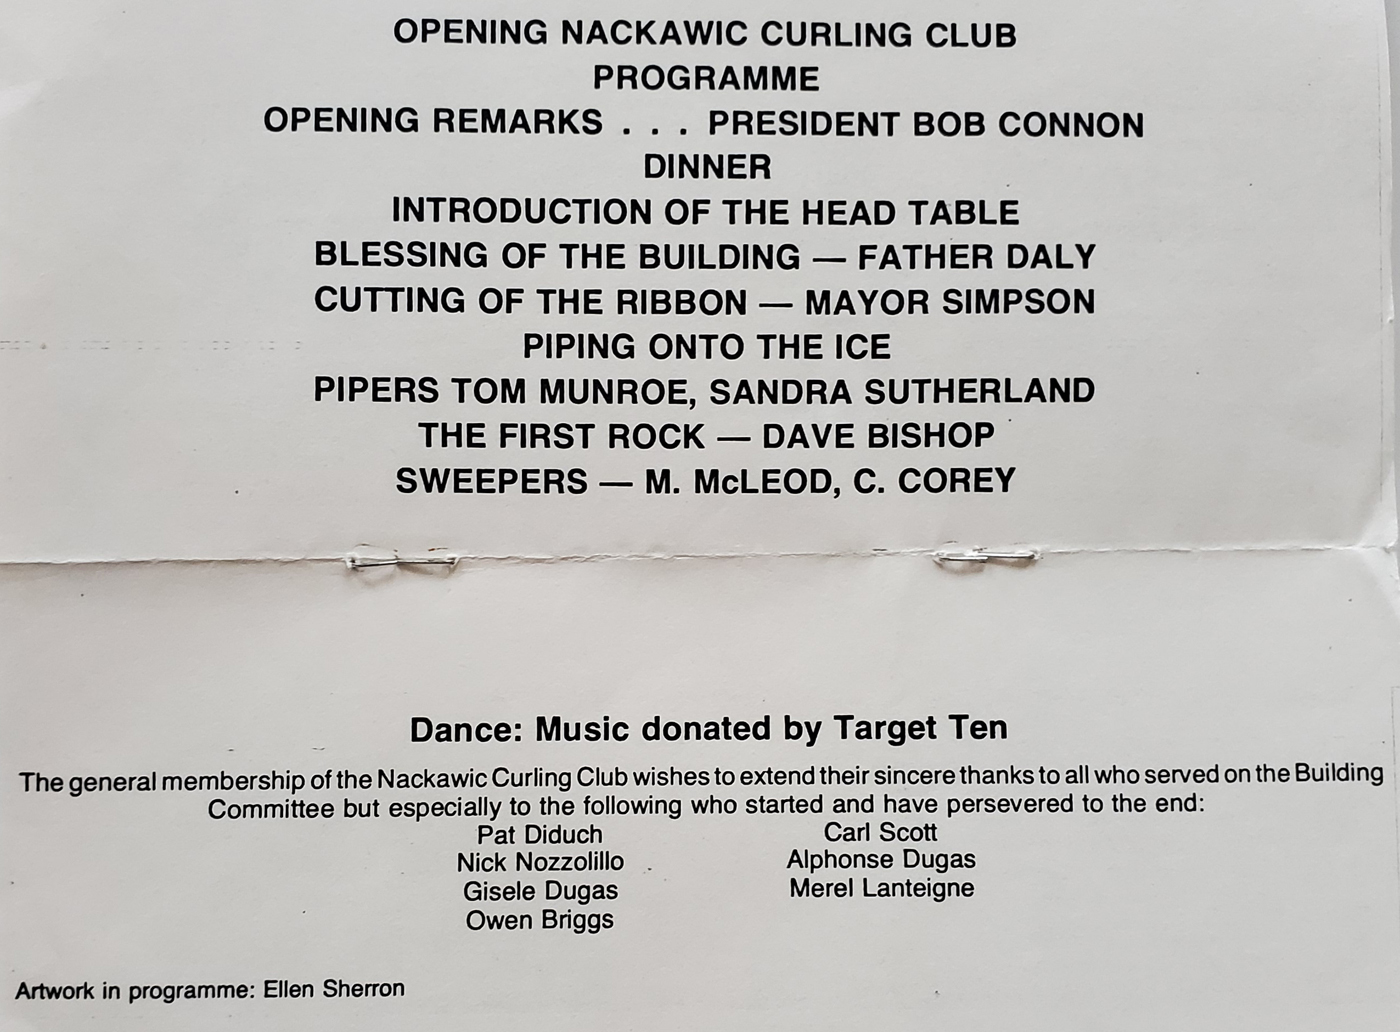 OPENING NACKAWIC CURLING CLUB
PROGRAMME
OPENING REMARKS . . . PRESIDENT BOB CONNON
DINNER
INTRODUCTION OF THE HEAD TABLE
BLESSING OF THE BUILDING — FATHER DALY
CUTTING OF THE RIBBON — MAYOR SIMPSON
PIPING ONTO THE ICE
PIPERS TOM MUNROE, SANDRA SUTHERLAND
THE FIRST ROCK — DAVE BISHOP
SWEEPERS — M. McLEOD, C. COREY
Dance: Music donated by Target Ten
The general membership of the Nackawic Curling Club wishes to extend their sincere thanks to all who served on the Building
Committee but especially to the following who started and have persevered to the end:
Pat Diduch
Nick Nozzolillo
Gisele Dugas
Owen Briggs
Carl Scott
Alphonse Dugas
Merel Lanteigne
Artwork in programme: Ellen Sherron